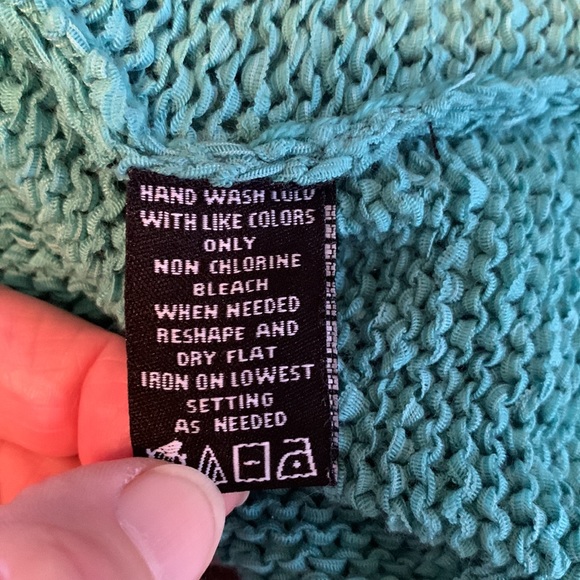 HAND WASH COLD
WITH LIKE COLORS
ONLY
NON CHLORINE
BLEACH
WHEN NEEDED
RESHAPE AND
DRY FLAT
IRON ON LOWEST
SETTING
AS NEEDED